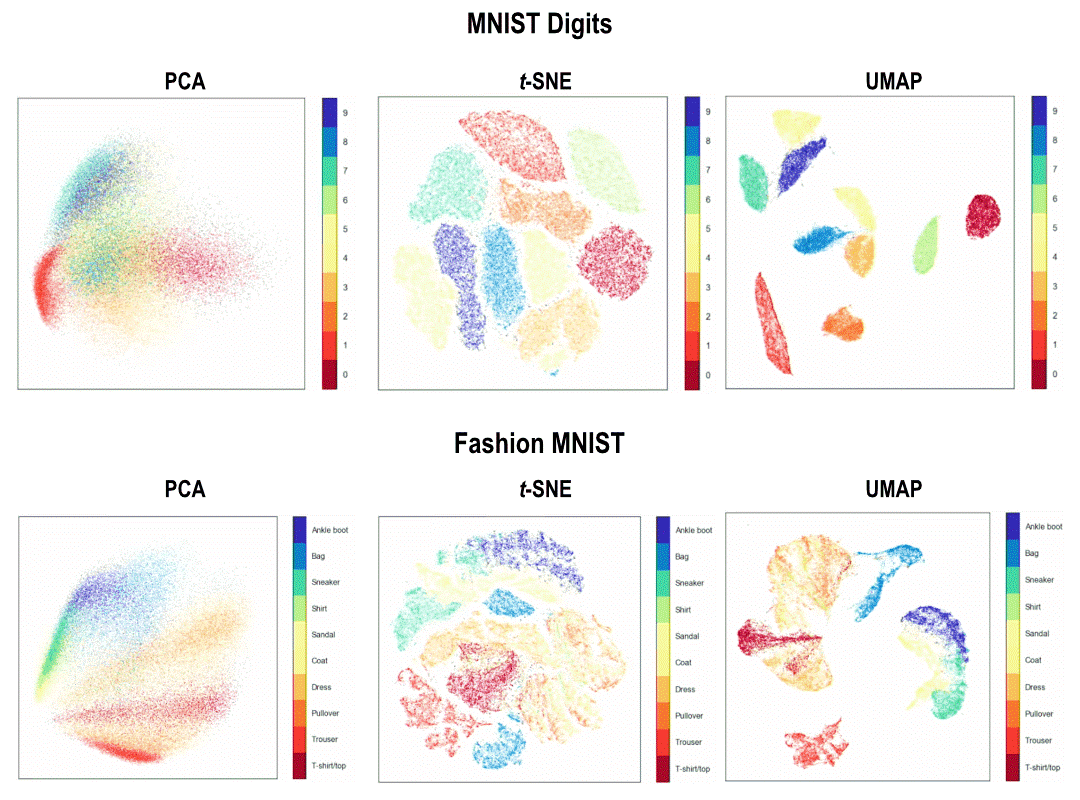 MNIST Digits
PCA
t-SNE
UMAP
9
8
7
6
5
4
3
2
1
0
9
8
7
6
5
4
3
2
1
0
9
8
7
6
5
4
3
2
1
0
Fashion MNIST
PCA
t-SNE
UMAP
Ankle boot
Bag
Sneaker
Shirt
Sandal
Coat
Dress
Pullover
Trouser
T-shirt/top
Ankle boot
Bag
Sneaker
Shirt
Sandal
Coat
Dress
Pullover
Trouser
T-shirt/top
Ankle boot
Bag
Sneaker
Shirt
Sandal
Coat
Dress
Pullover
Trouser
T-shirt/top